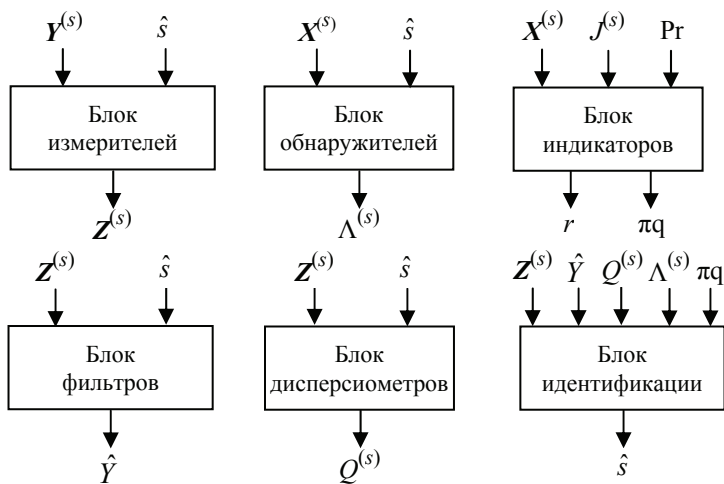 Y^(s) ŝ X^(s) ŝ X^(s) J^(s) Pr
Блок
измерителей
Блок
обнаружителей
Блок
индикаторов
Z^(s) Λ^(s) r πq
Z^(s) ŝ Z^(s) ŝ Z^(s) Ŷ Q^(s) Λ^(s) πq
Блок
фильтров
Блок
дисперсиометров
Блок
идентификации
Ŷ Q^(s) ŝ